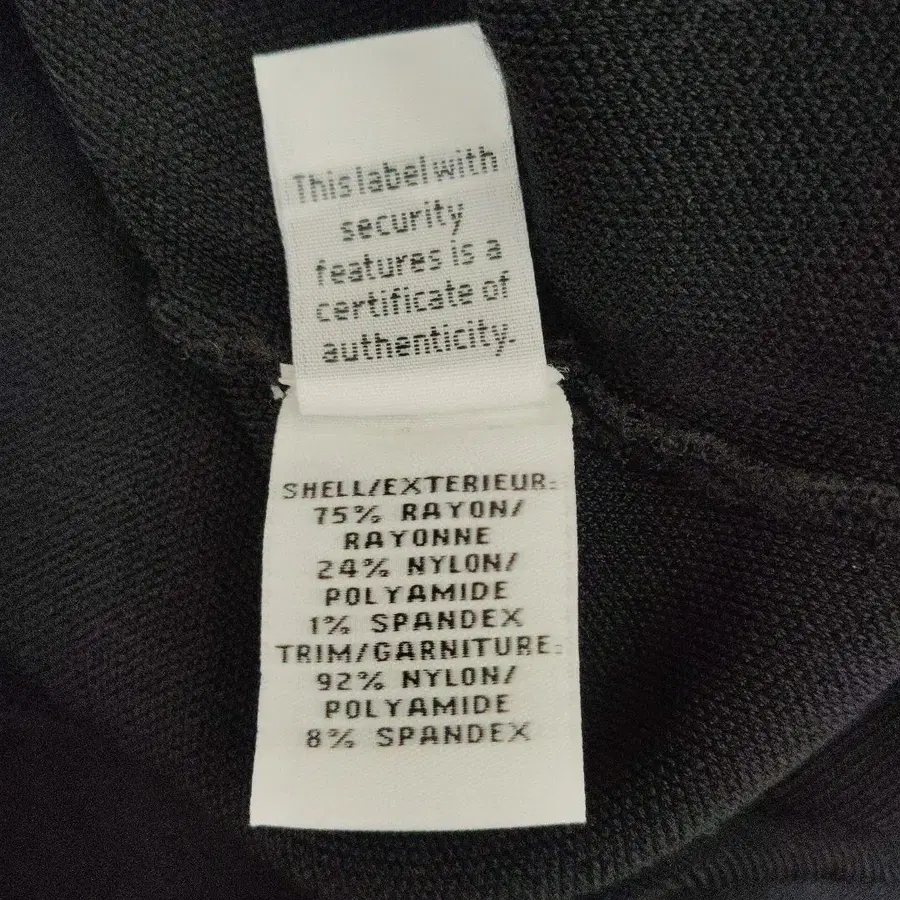 This label with
security
features is a
certificate of
authenticity.
SHELL/EXTERIEUR:
75% RAYON/
RAYONNE
24% NYLON/
POLYAMIDE
1% SPANDEX
TRIM/GARNITURE:
92% NYLON/
POLYAMIDE
8% SPANDEX